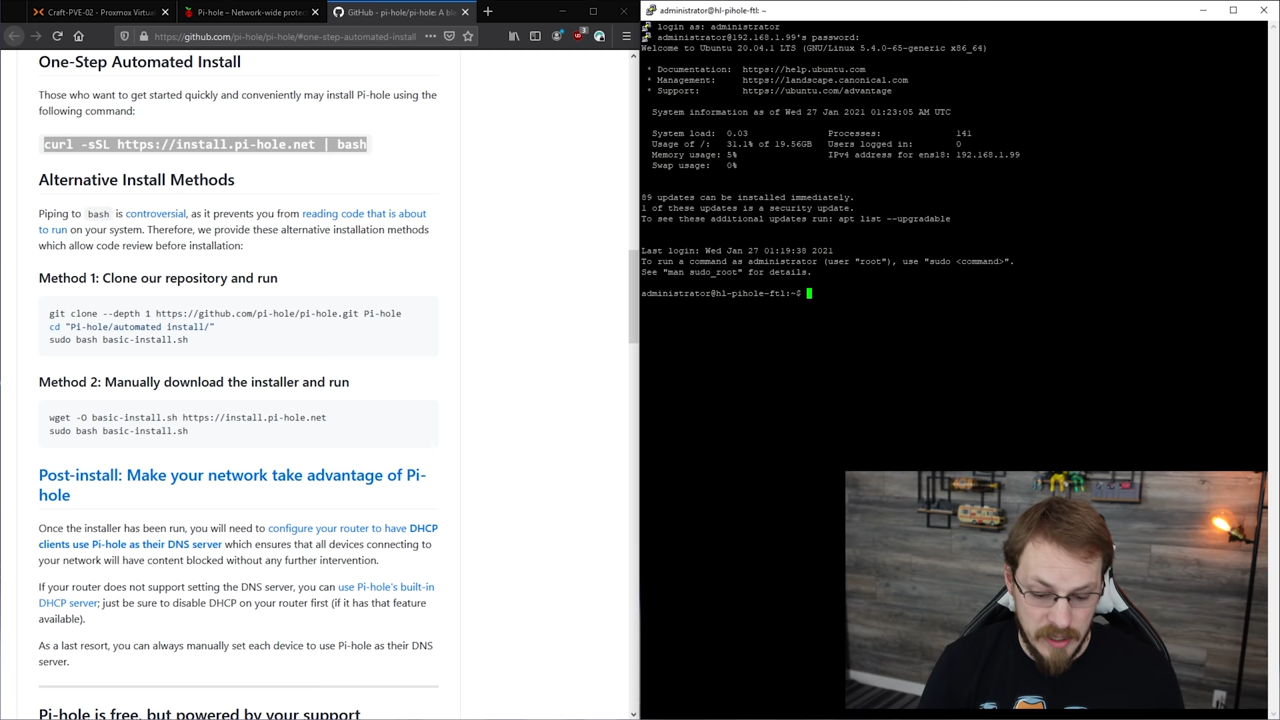 Craft-PVE-02 - Proxmox Virtual
Pi-hole – Network-wide prote
GitHub - pi-hole/pi-hole: A bl
https://github.com/pi-hole/pi-hole/#one-step-automated-install
3
One-Step Automated Install
Those who want to get started quickly and conveniently may install Pi-hole using the
following command:
curl -sSL https://install.pi-hole.net | bash
Alternative Install Methods
Piping to bash is controversial, as it prevents you from reading code that is about
to run on your system. Therefore, we provide these alternative installation methods
which allow code review before installation:
Method 1: Clone our repository and run
git clone --depth 1 https://github.com/pi-hole/pi-hole.git Pi-hole
cd "Pi-hole/automated install/"
sudo bash basic-install.sh
Method 2: Manually download the installer and run
wget -O basic-install.sh https://install.pi-hole.net
sudo bash basic-install.sh
Post-install: Make your network take advantage of Pi-
hole
Once the installer has been run, you will need to configure your router to have DHCP
clients use Pi-hole as their DNS server which ensures that all devices connecting to
your network will have content blocked without any further intervention.
If your router does not support setting the DNS server, you can use Pi-hole's built-in
DHCP server; just be sure to disable DHCP on your router first (if it has that feature
available).
As a last resort, you can always manually set each device to use Pi-hole as their DNS
server.
Pi-hole is free, but powered by your support
administrator@hl-pihole-ftl: ~
login as: administrator
administrator@192.168.1.99's password:
Welcome to Ubuntu 20.04.1 LTS (GNU/Linux 5.4.0-65-generic x86_64)
* Documentation: https://help.ubuntu.com
* Management: https://landscape.canonical.com
* Support: https://ubuntu.com/advantage
System information as of Wed 27 Jan 2021 01:23:05 AM UTC
System load: 0.03 Processes: 141
Usage of /: 31.1% of 19.56GB Users logged in: 0
Memory usage: 5% IPv4 address for ens18: 192.168.1.99
Swap usage: 0%
89 updates can be installed immediately.
1 of these updates is a security update.
To see these additional updates run: apt list --upgradable
Last login: Wed Jan 27 01:19:38 2021
To run a command as administrator (user "root"), use "sudo <command>".
See "man sudo_root" for details.
administrator@hl-pihole-ftl:~$